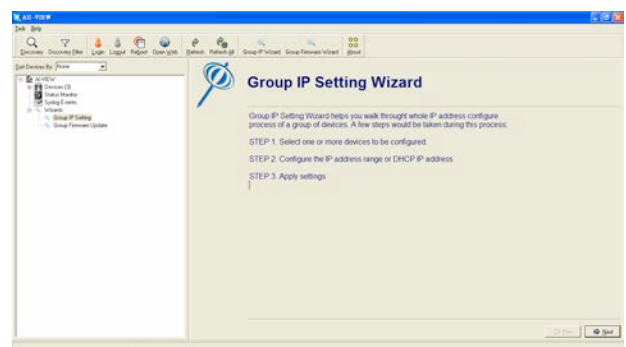 AII-VIEW
Task Help
Discovery Discovery Filter Login Logout Reboot Open Web Refresh Refresh All Group IP Wizard Group Firmware Wizard About
Sort Devices By: None
AII-VIEW
Devices (3)
Status Monitor
Syslog Events
Wizards
Group IP Setting
Group Firmware Update
Group IP Setting Wizard
Group IP Setting Wizard helps you walk throught whole IP address configure
process of a group of devices. A few steps would be taken during this process:
STEP 1. Select one or more devices to be configured
STEP 2. Configure the IP address range or DHCP IP address
STEP 3. Apply settings
Next